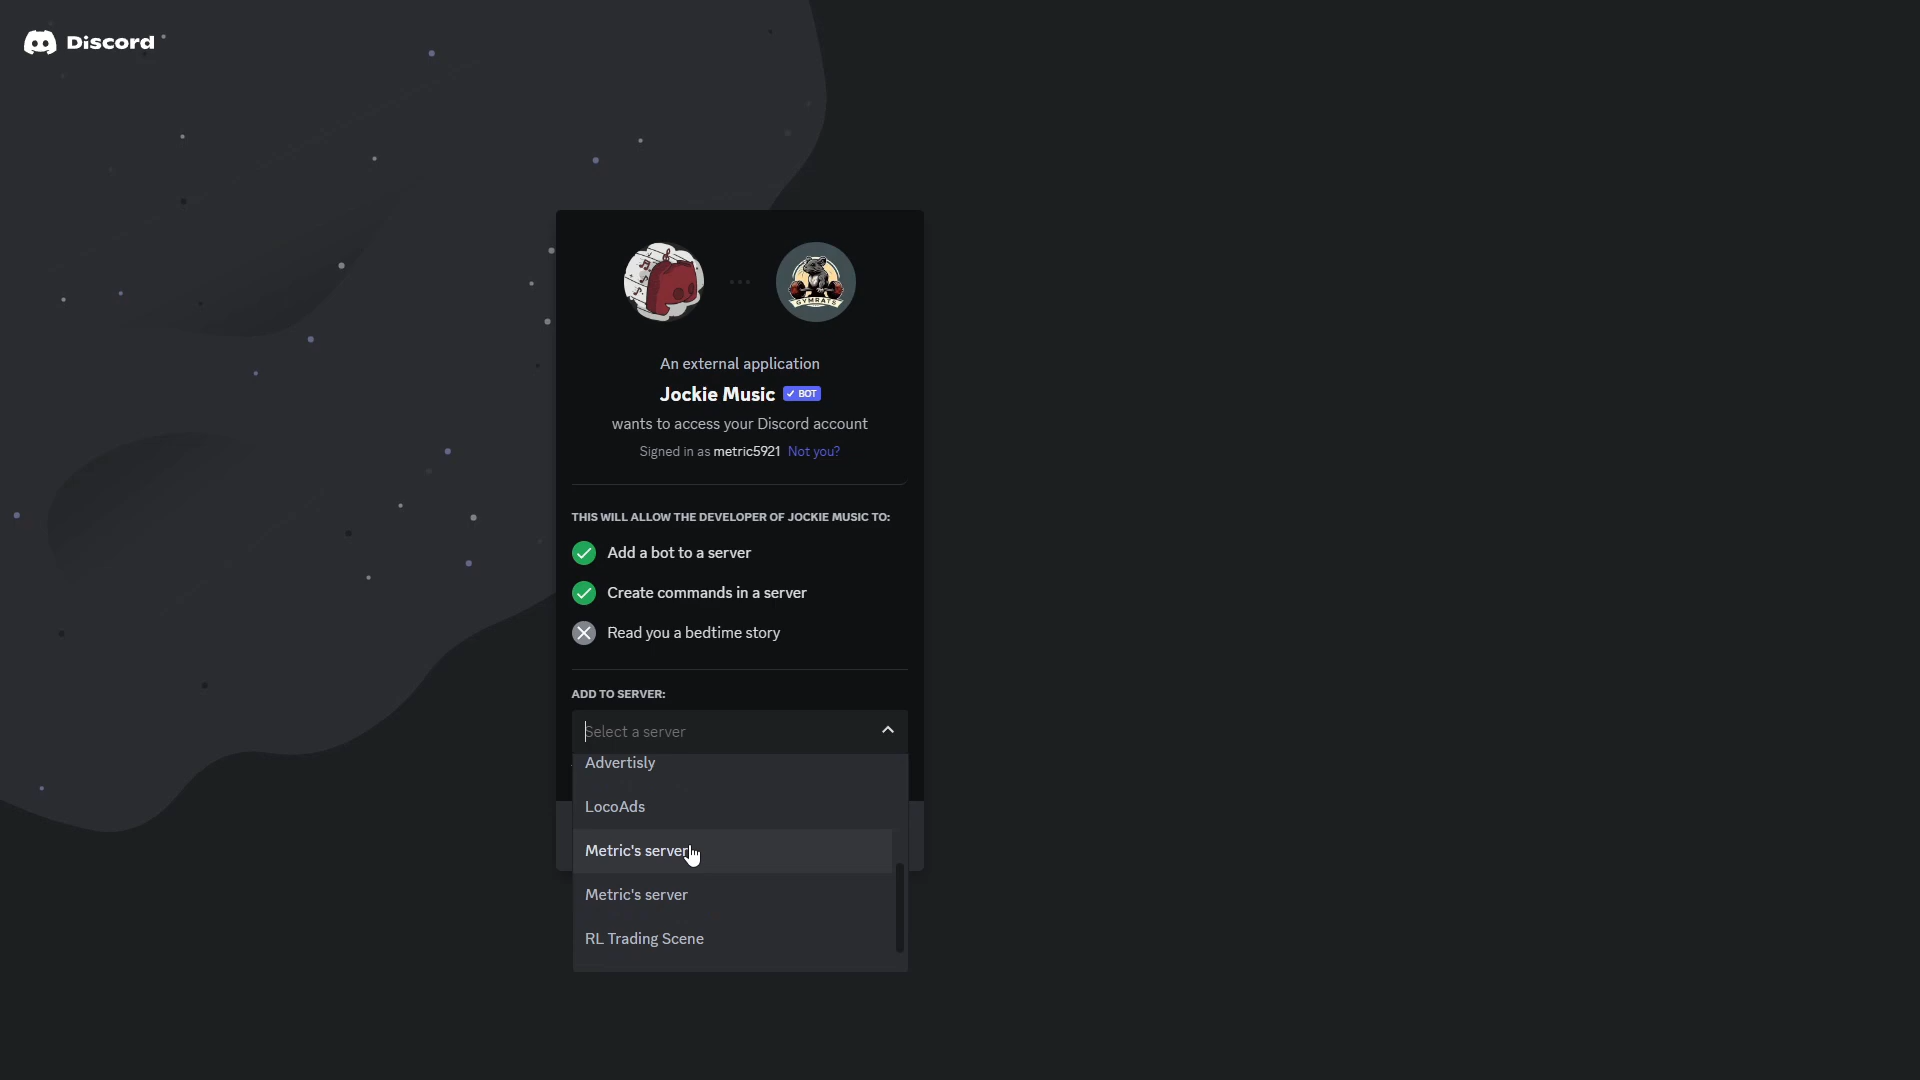 Discord
GYMRATS
An external application
Jockie Music ✓ BOT
wants to access your Discord account
Signed in as metric5921 Not you?
THIS WILL ALLOW THE DEVELOPER OF JOCKIE MUSIC TO:
Add a bot to a server
Create commands in a server
Read you a bedtime story
ADD TO SERVER:
Select a server
Advertisly
LocoAds
Metric's server
Metric's server
RL Trading Scene